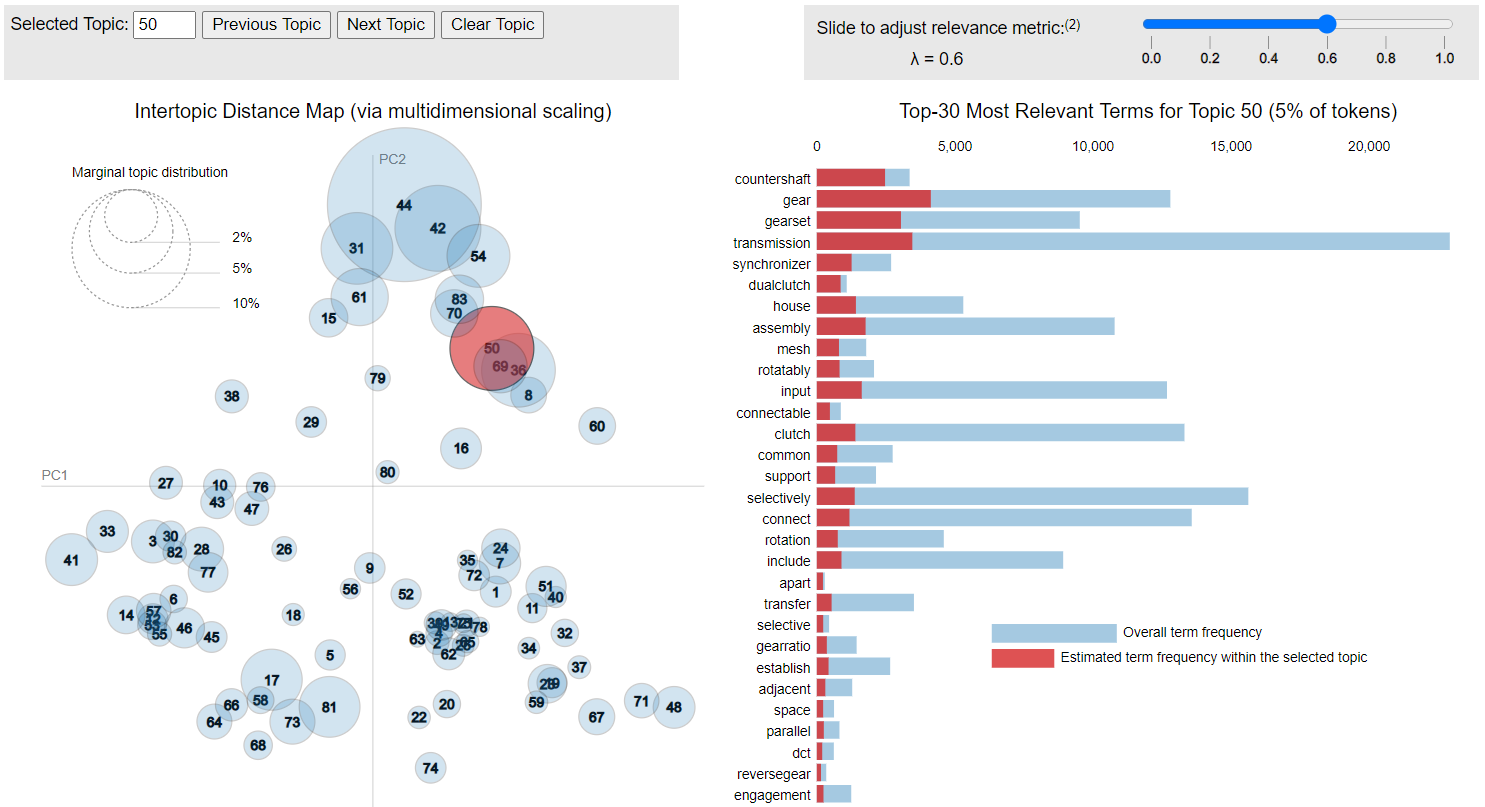 Selected Topic: 50 Previous Topic Next Topic Clear Topic
Slide to adjust relevance metric:(2)
λ = 0.6
0.0 0.2 0.4 0.6 0.8 1.0
Intertopic Distance Map (via multidimensional scaling)
PC2
Marginal topic distribution
2%
5%
10%
44
42
31
54
61
83
70
15
50
69 36
79
8
38
29
60
16
80
PC1
27
10
76
43
47
33
3
30
82
28
41
77
26
24
35
7
9
72
56
52
1
51
40
11
6
14
57
18
55
46
45
63
4
2
78
32
62
65
34
5
37
17
58
66
81
64
73
68
20
22
59
19
71
48
67
74
Top-30 Most Relevant Terms for Topic 50 (5% of tokens)
0 5,000 10,000 15,000 20,000
countershaft
gear
gearset
transmission
synchronizer
dualclutch
house
assembly
mesh
rotatably
input
connectable
clutch
common
support
selectively
connect
rotation
include
apart
transfer
selective
gearratio
establish
adjacent
space
parallel
dct
reversegear
engagement
Overall term frequency
Estimated term frequency within the selected topic